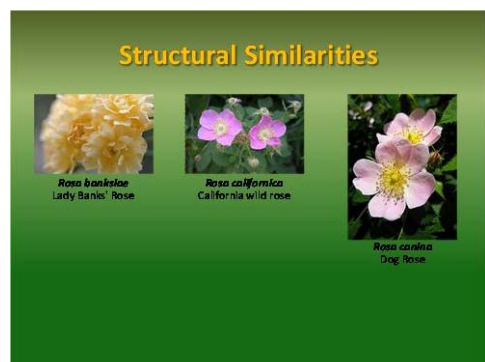 Structural Similarities
Rosa banksiae
Lady Banks' Rose
Rosa californica
California wild rose
Rosa canina
Dog Rose